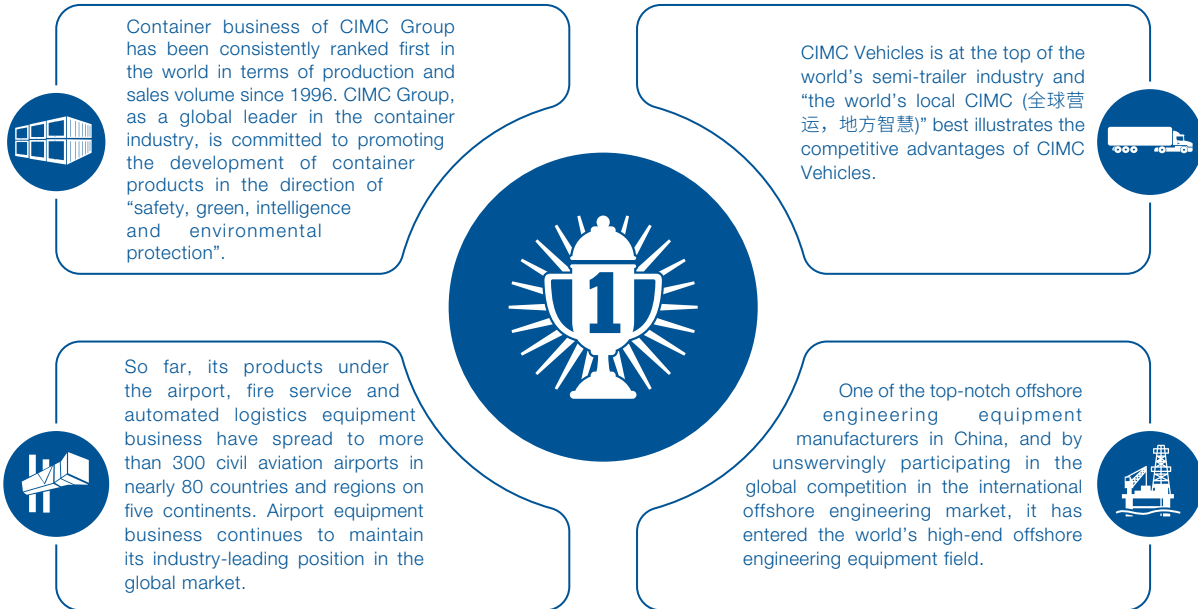 Container business of CIMC Group
has been consistently ranked first in
the world in terms of production and
sales volume since 1996. CIMC Group,
as a global leader in the container
industry, is committed to promoting
the development of container
products in the direction of
“safety, green, intelligence
and environmental
protection”.
CIMC Vehicles is at the top of the
world’s semi-trailer industry and
“the world’s local CIMC (全球营
运，地方智慧)” best illustrates the
competitive advantages of CIMC
Vehicles.
1
So far, its products under
the airport, fire service and
automated logistics equipment
business have spread to more
than 300 civil aviation airports in
nearly 80 countries and regions on
five continents. Airport equipment
business continues to maintain
its industry-leading position in the
global market.
One of the top-notch offshore
engineering equipment
manufacturers in China, and by
unswervingly participating in the
global competition in the international
offshore engineering market, it has
entered the world’s high-end offshore
engineering equipment field.